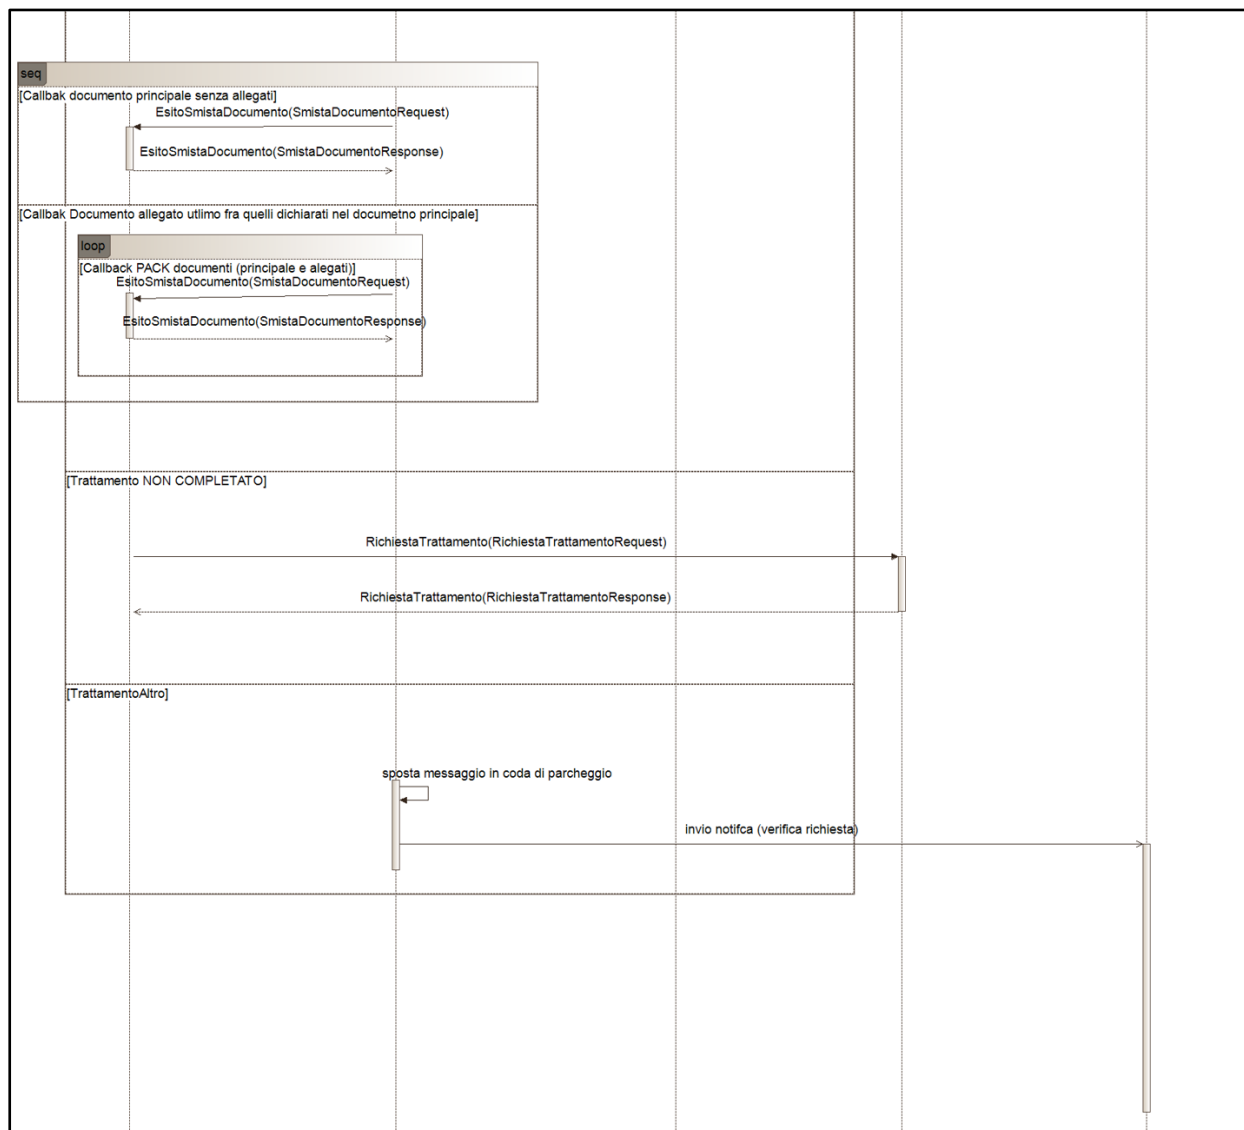 seq
[Callbak documento principale senza allegati]
EsitoSmistaDocumento(SmistaDocumentoRequest)
EsitoSmistaDocumento(SmistaDocumentoResponse)
[Callbak Documento allegato utlimo fra quelli dichiarati nel documetno principale]
loop
[Callback PACK documenti (principale e alegati)]
EsitoSmistaDocumento(SmistaDocumentoRequest)
EsitoSmistaDocumento(SmistaDocumentoResponse)
[Trattamento NON COMPLETATO]
RichiestaTrattamento(RichiestaTrattamentoRequest)
RichiestaTrattamento(RichiestaTrattamentoResponse)
[TrattamentoAltro]
sposta messaggio in coda di parcheggio
invio notifca (verifica richiesta)